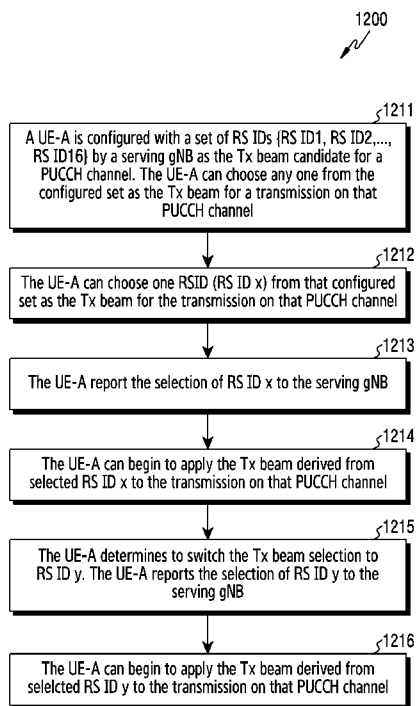 1200
1211
A UE-A is configured with a set of RS IDs {RS ID1, RS ID2,...,
RS ID16} by a serving gNB as the Tx beam candidate for a
PUCCH channel. The UE-A can choose any one from the
configured set as the Tx beam for a transmission on that
PUCCH channel
1212
The UE-A can choose one RSID (RS ID x) from that configured
set as the Tx beam for the transmission on that PUCCH channel
1213
The UE-A report the selection of RS ID x to the serving gNB
1214
The UE-A can begin to apply the Tx beam derived from
selected RS ID x to the transmission on that PUCCH channel
1215
The UE-A determines to switch the Tx beam selection to
RS ID y. The UE-A reports the selection of RS ID y to the
serving gNB
1216
The UE-A can begin to apply the Tx beam derived from
selelcted RS ID y to the transmission on that PUCCH channel